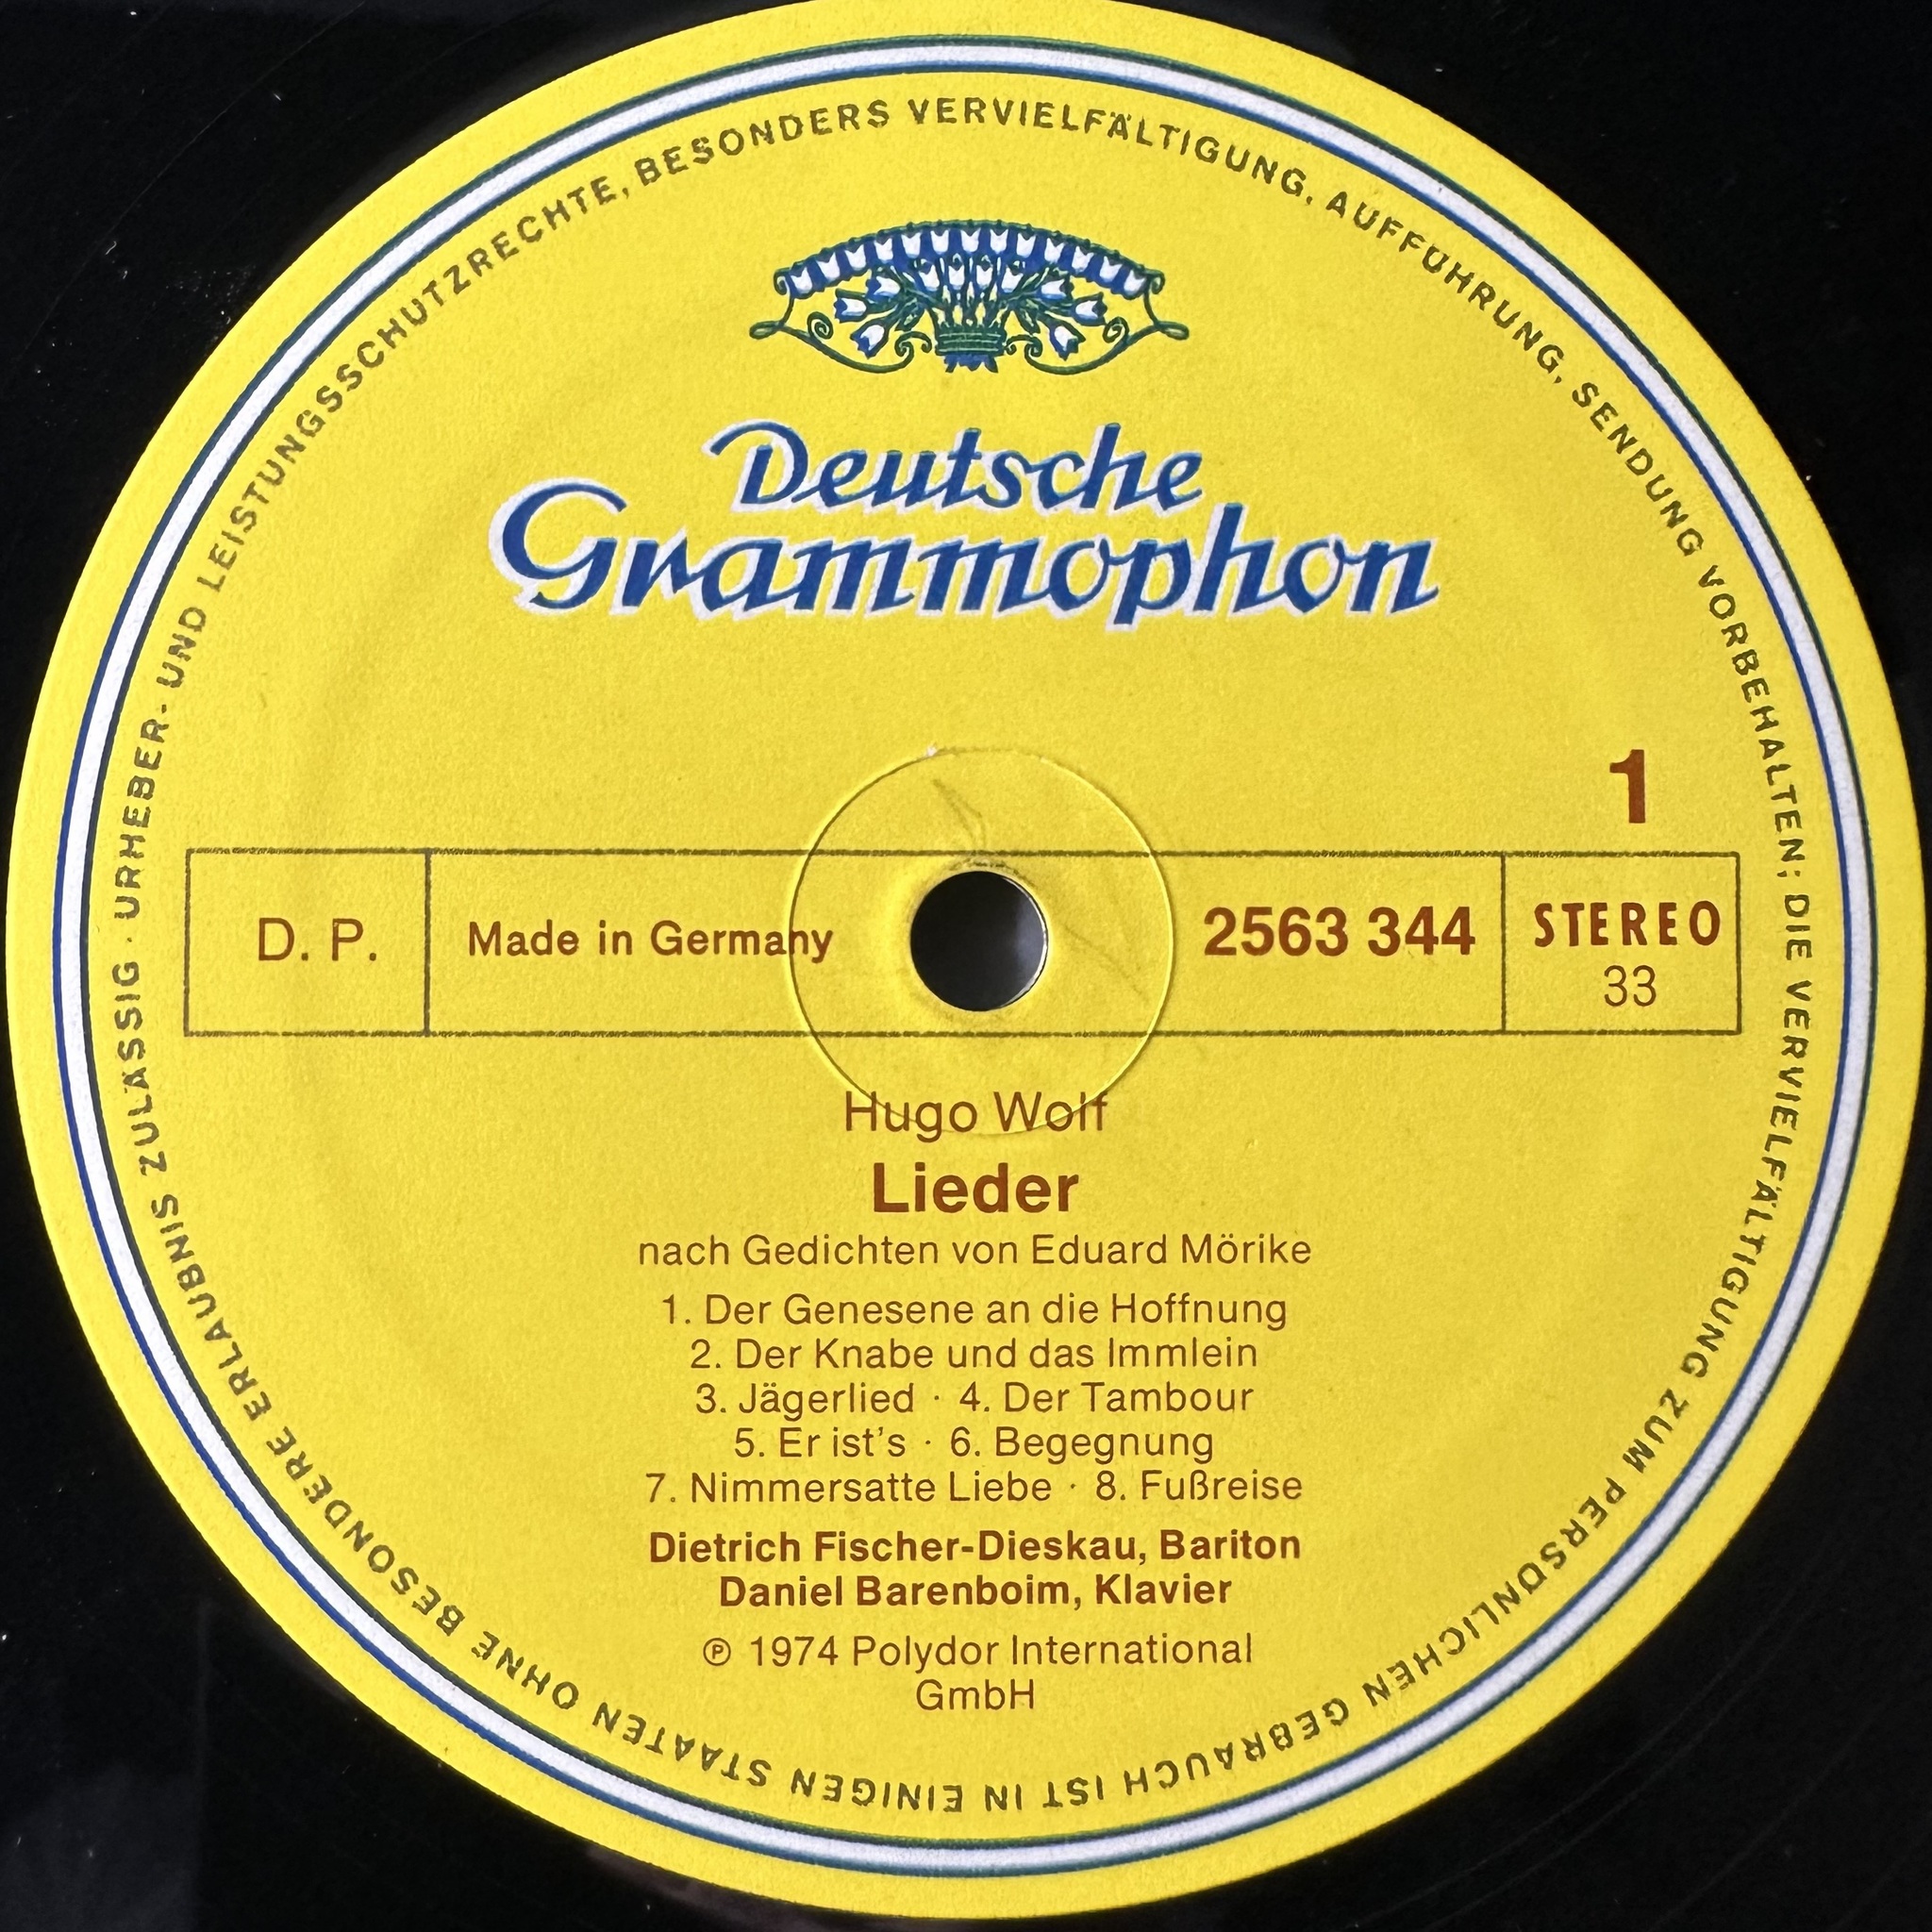 URHEBER- UND LEISTUNGSSCHUTZRECHTE, BESONDERS VERVIELFÄLTIGUNG, AUFFÜHRUNG, SENDUNG VORBEHALTEN; DIE VERVIELFÄLTIGUNG ZUM PERSÖNLICHEN GEBRAUCH IST IN EINIGEN STAATEN OHNE BESONDERE ERLAUBNIS ZULÄSSIG ·
Deutsche
Grammophon
1
D. P. Made in Germany 2563 344 STEREO
33
Hugo Wolf
Lieder
nach Gedichten von Eduard Mörike
1. Der Genesene an die Hoffnung
2. Der Knabe und das Immlein
3. Jägerlied · 4. Der Tambour
5. Er ist's · 6. Begegnung
7. Nimmersatte Liebe · 8. Fußreise
Dietrich Fischer-Dieskau, Bariton
Daniel Barenboim, Klavier
℗ 1974 Polydor International
GmbH